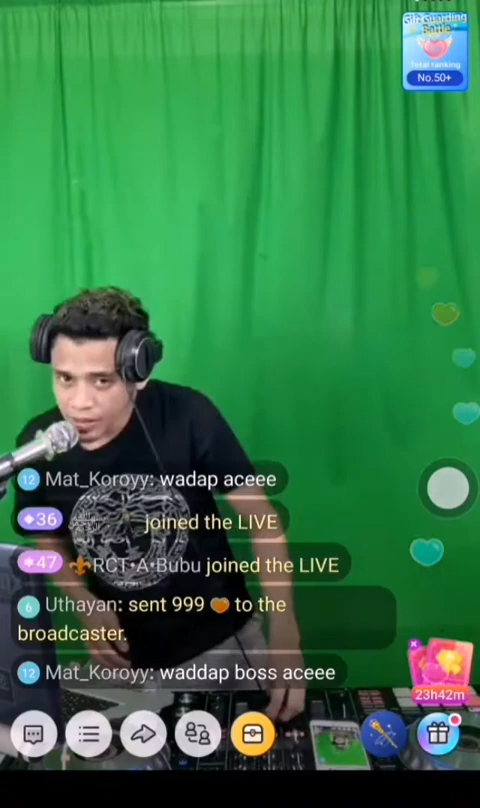 Gift Guarding
Battle
Total ranking
No.50+
12 Mat_Koroyy: wadap aceee
36 joined the LIVE
47 ⚜RCT•A•Bubu joined the LIVE
6 Uthayan: sent 999 🧡 to the
broadcaster.
12 Mat_Koroyy: waddap boss aceee
23h42m